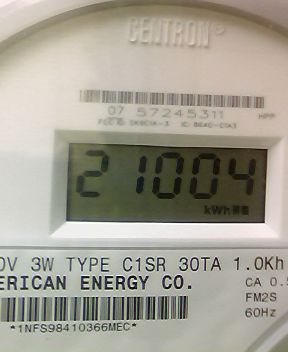 CENTRON®
07 57245311 HPP
21004
kWh
0V 3W TYPE C1SR 30TA 1.0Kh
ERICAN ENERGY CO. CA 0.5
FM2S
*1NFS98410366MEC* 60Hz